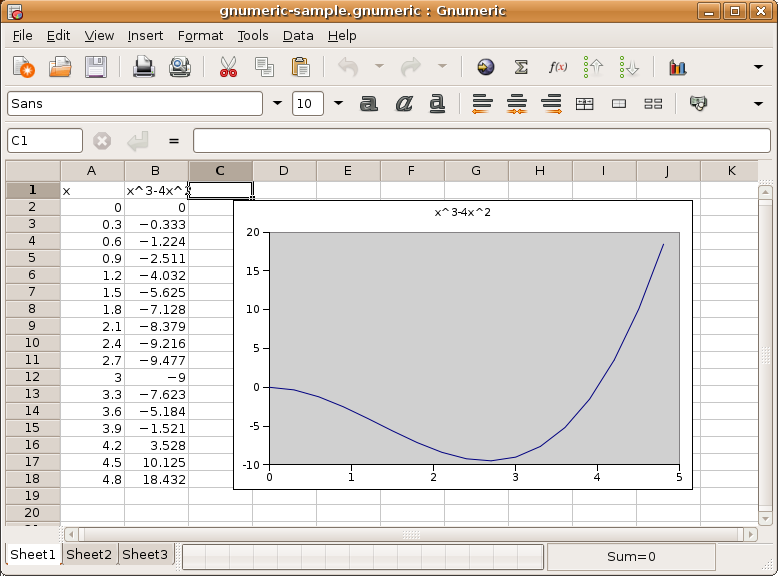 gnumeric-sample.gnumeric : Gnumeric
File Edit View Insert Format Tools Data Help
f(x)
Sans 10 a a a
C1 =
A B C D E F G H I J K
1 x x^3-4x^2
2 0 0
3 0.3 −0.333
4 0.6 −1.224
5 0.9 −2.511
6 1.2 −4.032
7 1.5 −5.625
8 1.8 −7.128
9 2.1 −8.379
10 2.4 −9.216
11 2.7 −9.477
12 3 −9
13 3.3 −7.623
14 3.6 −5.184
15 3.9 −1.521
16 4.2 3.528
17 4.5 10.125
18 4.8 18.432
19
20
x^3-4x^2
20
15
10
5
0
-5
-10
0 1 2 3 4 5
Sheet1 Sheet2 Sheet3 Sum=0